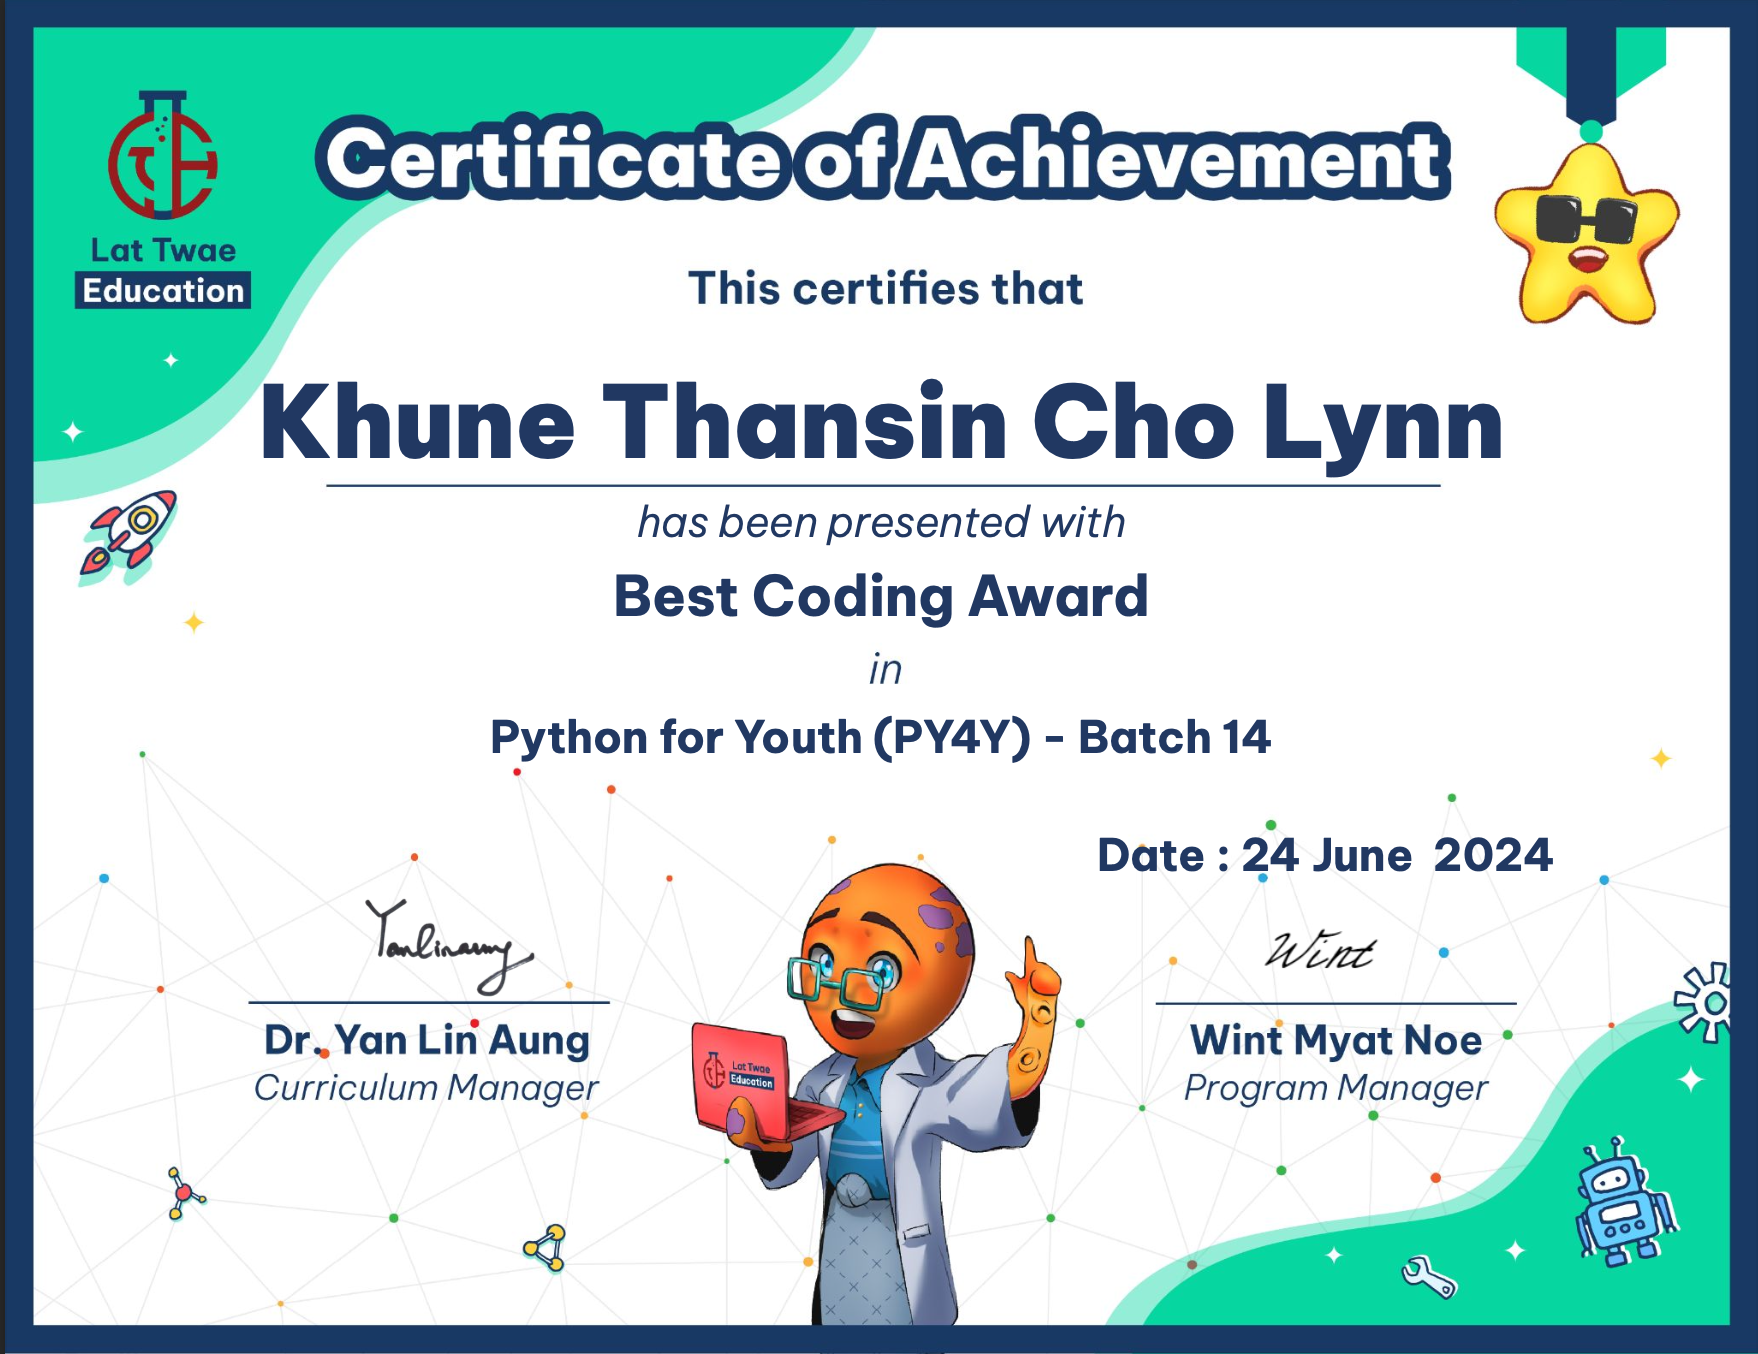 Lat Twae
Education
Certificate of Achievement
This certifies that
Khune Thansin Cho Lynn
has been presented with
Best Coding Award
in
Python for Youth (PY4Y) - Batch 14
Date : 24 June 2024
Yanlinaung
Dr. Yan Lin Aung
Curriculum Manager
Lat Twae
Education
Wint
Wint Myat Noe
Program Manager